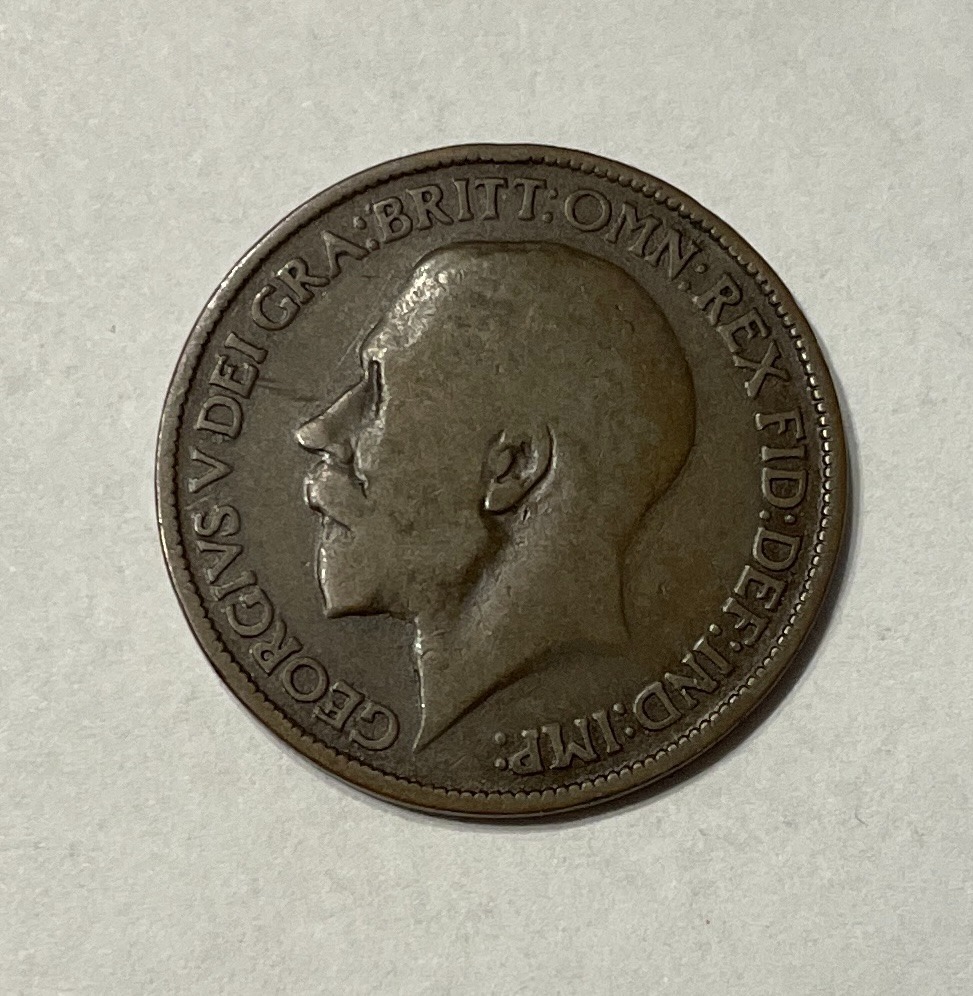 GEORGIVS V DEI GRA: BRITT: OMN: REX FID: DEF: IND: IMP: